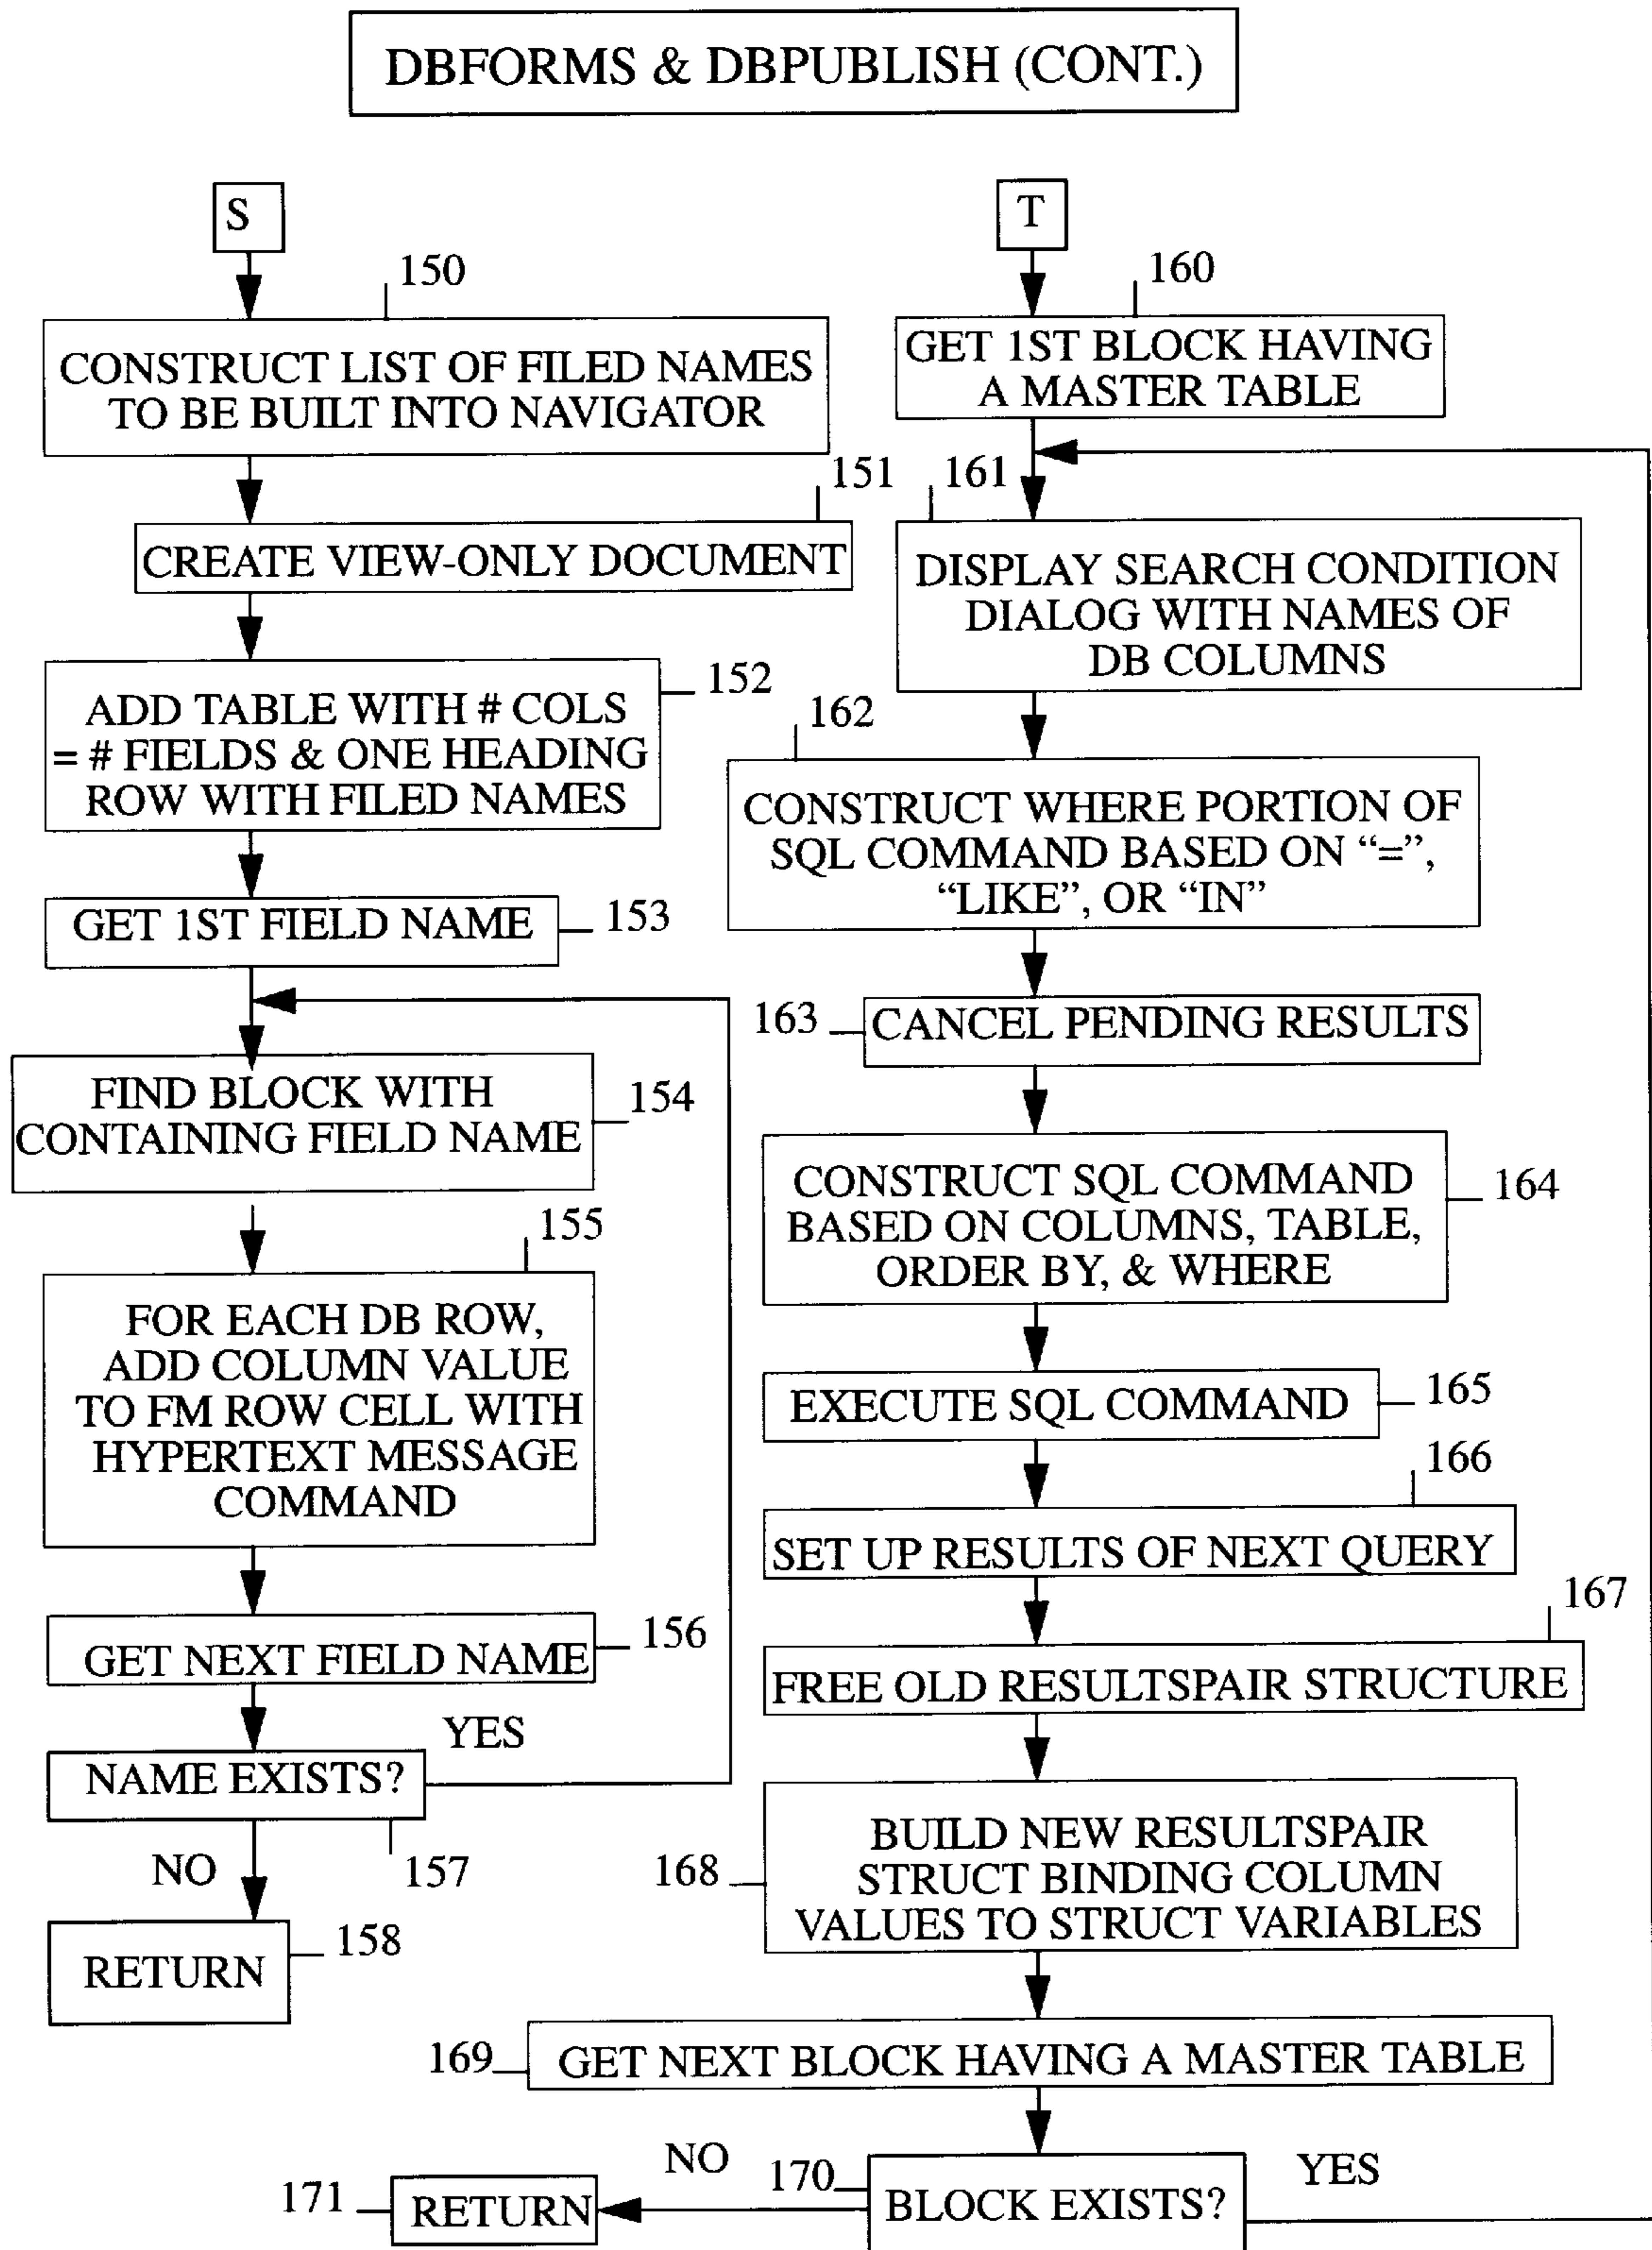 DBFORMS & DBPUBLISH (CONT.)
S
150
CONSTRUCT LIST OF FILED NAMES
TO BE BUILT INTO NAVIGATOR
151
CREATE VIEW-ONLY DOCUMENT
152
ADD TABLE WITH # COLS
= # FIELDS & ONE HEADING
ROW WITH FILED NAMES
GET 1ST FIELD NAME
153
FIND BLOCK WITH
CONTAINING FIELD NAME
154
155
FOR EACH DB ROW,
ADD COLUMN VALUE
TO FM ROW CELL WITH
HYPERTEXT MESSAGE
COMMAND
GET NEXT FIELD NAME
156
YES
NAME EXISTS?
NO
157
RETURN
158
T
160
GET 1ST BLOCK HAVING
A MASTER TABLE
161
DISPLAY SEARCH CONDITION
DIALOG WITH NAMES OF
DB COLUMNS
162
CONSTRUCT WHERE PORTION OF
SQL COMMAND BASED ON “=”,
“LIKE”, OR “IN”
163
CANCEL PENDING RESULTS
CONSTRUCT SQL COMMAND
BASED ON COLUMNS, TABLE,
ORDER BY, & WHERE
164
EXECUTE SQL COMMAND
165
166
SET UP RESULTS OF NEXT QUERY
167
FREE OLD RESULTSPAIR STRUCTURE
168
BUILD NEW RESULTSPAIR
STRUCT BINDING COLUMN
VALUES TO STRUCT VARIABLES
169
GET NEXT BLOCK HAVING A MASTER TABLE
NO
170
BLOCK EXISTS?
YES
171
RETURN